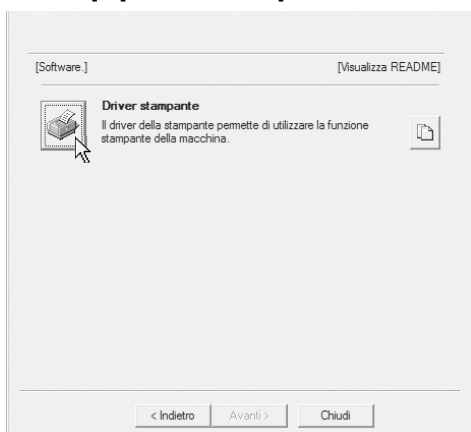 [Software.] [Visualizza README]
Driver stampante
Il driver della stampante permette di utilizzare la funzione
stampante della macchina.
< Indietro Avanti > Chiudi